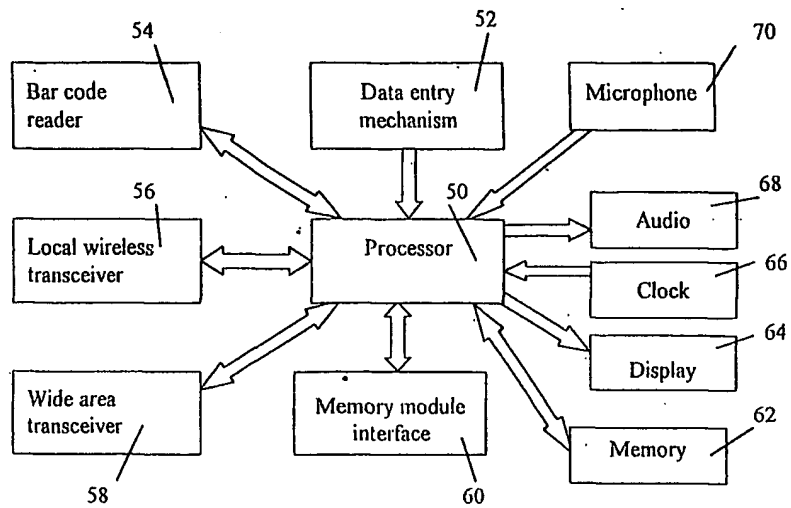 54
52
70
Bar code
reader
Data entry
mechanism
Microphone
56
50
68
Local wireless
transceiver
Processor
Audio
66
Clock
64
Display
Wide area
transceiver
Memory module
interface
62
Memory
58
60